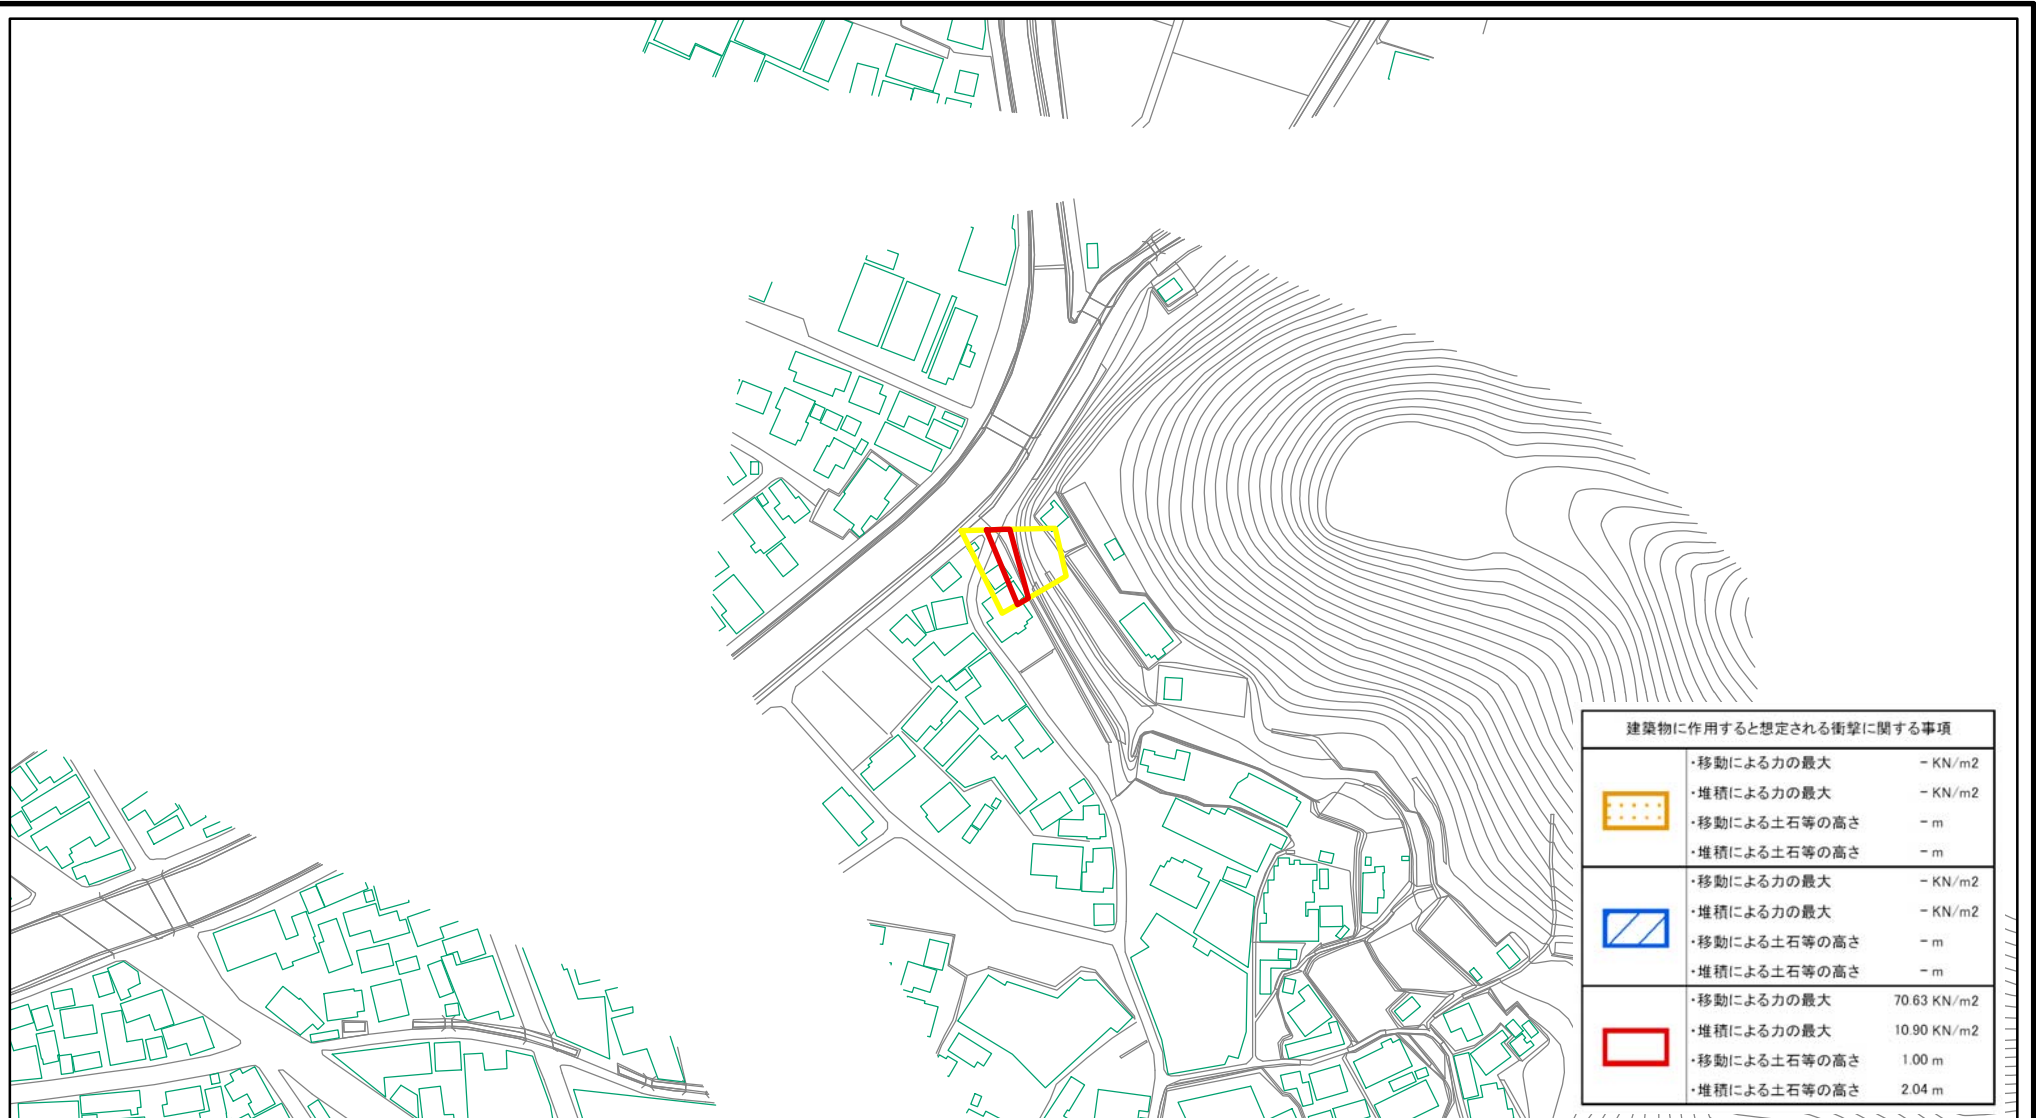 建築物に作用すると想定される衝撃に関する事項
・移動による力の最大 - KN/m2
・堆積による力の最大 - KN/m2
・移動による土石等の高さ - m
・堆積による土石等の高さ - m
・移動による力の最大 - KN/m2
・堆積による力の最大 - KN/m2
・移動による土石等の高さ - m
・堆積による土石等の高さ - m
・移動による力の最大 70.63 KN/m2
・堆積による力の最大 10.90 KN/m2
・移動による土石等の高さ 1.00 m
・堆積による土石等の高さ 2.04 m